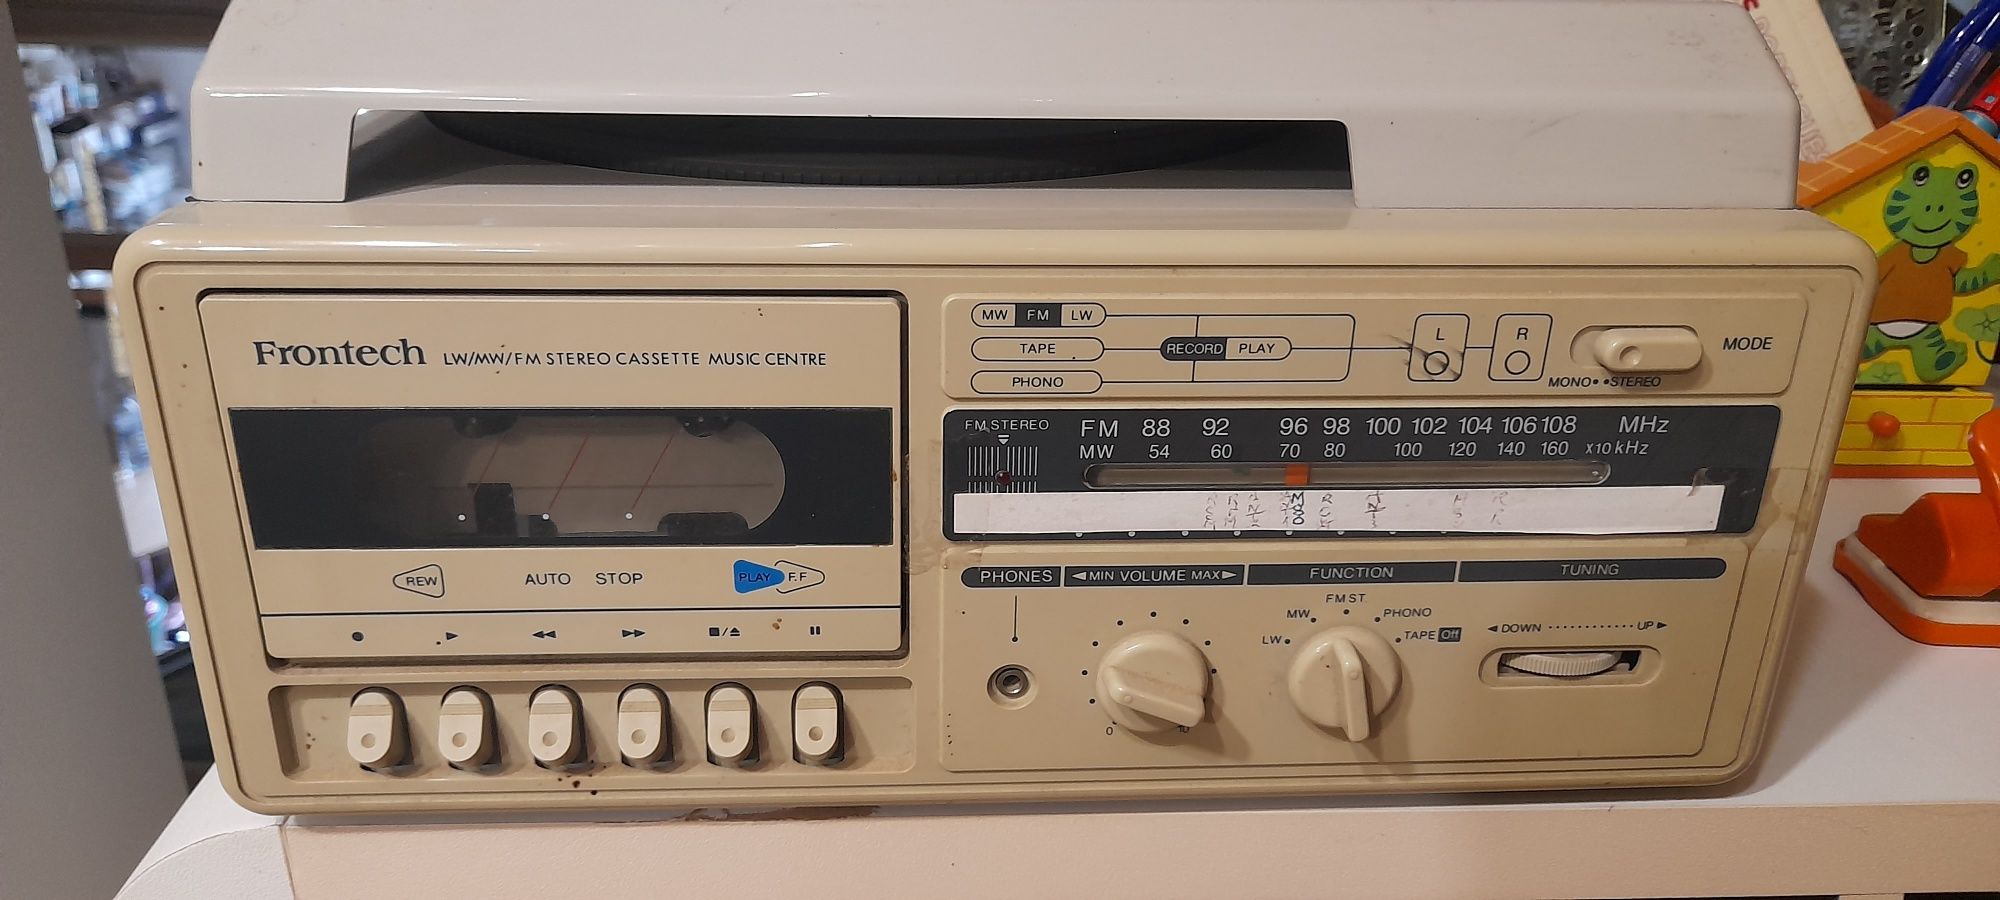 Frontech LW/MW/FM STEREO CASSETTE MUSIC CENTRE
REW AUTO STOP PLAY F.F
MW FM LW
TAPE
PHONO
RECORD PLAY
L R
MODE
MONO •STEREO
FM STEREO
FM 88 92 96 98 100 102 104 106 108 MHz
MW 54 60 70 80 100 120 140 160 x10 kHz
PHONES MIN VOLUME MAX FUNCTION TUNING
0 10
LW MW FM ST. PHONO TAPE Off
DOWN UP